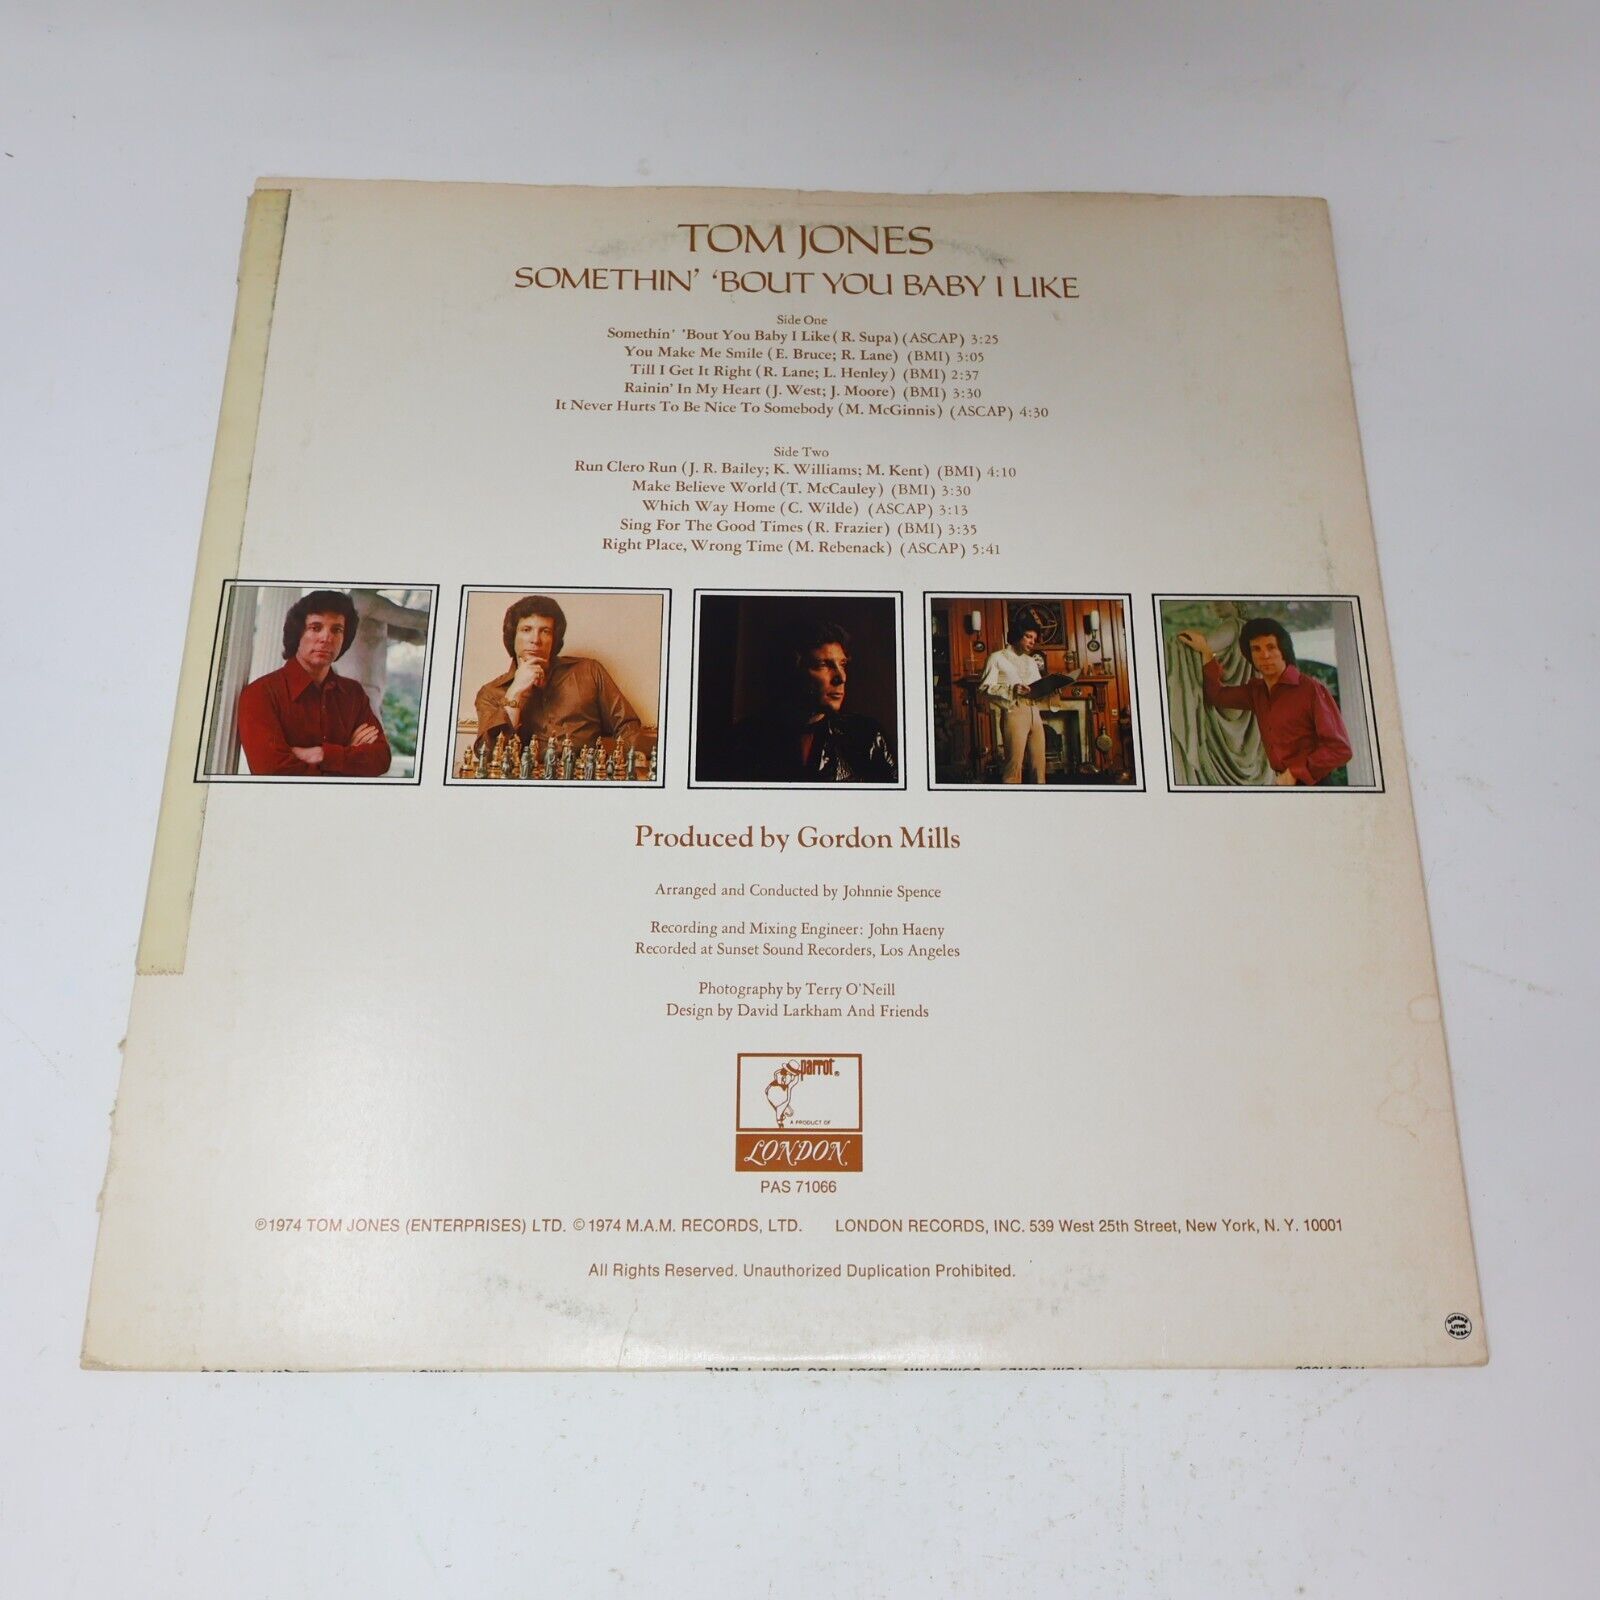 TOM JONES
SOMETHIN' 'BOUT YOU BABY I LIKE
Side One
Somethin' 'Bout You Baby I Like (R. Supa) (ASCAP) 3:25
You Make Me Smile (E. Bruce; R. Lane) (BMI) 3:05
Till I Get It Right (R. Lane; L. Henley) (BMI) 2:37
Rainin' In My Heart (J. West; J. Moore) (BMI) 3:30
It Never Hurts To Be Nice To Somebody (M. McGinnis) (ASCAP) 4:30
Side Two
Run Clero Run (J. R. Bailey; K. Williams; M. Kent) (BMI) 4:10
Make Believe World (T. McCauley) (BMI) 3:30
Which Way Home (C. Wilde) (ASCAP) 3:13
Sing For The Good Times (R. Frazier) (BMI) 3:35
Right Place, Wrong Time (M. Rebenack) (ASCAP) 5:41
Produced by Gordon Mills
Arranged and Conducted by Johnnie Spence
Recording and Mixing Engineer: John Haeny
Recorded at Sunset Sound Recorders, Los Angeles
Photography by Terry O'Neill
Design by David Larkham And Friends
parrot ®
A PRODUCT OF
LONDON
PAS 71066
℗ 1974 TOM JONES (ENTERPRISES) LTD. © 1974 M.A.M. RECORDS, LTD. LONDON RECORDS, INC. 539 West 25th Street, New York, N. Y. 10001
All Rights Reserved. Unauthorized Duplication Prohibited.
QUEENS
LITHO
IN U.S.A.